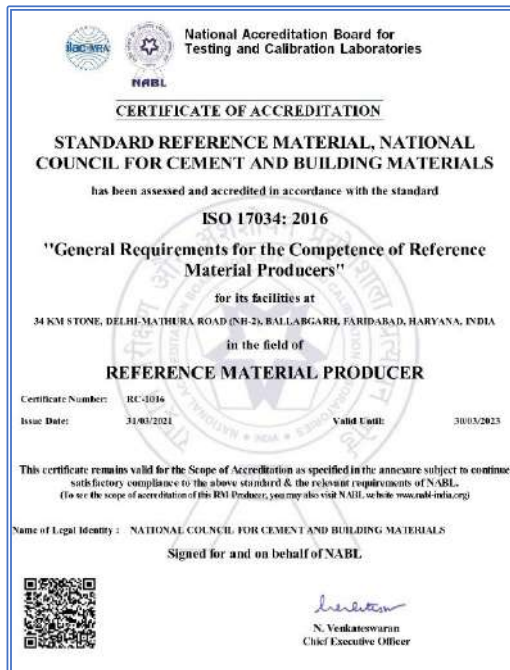 National Accreditation Board for
Testing and Calibration Laboratories
ilac-MRA
NABL
CERTIFICATE OF ACCREDITATION
STANDARD REFERENCE MATERIAL, NATIONAL
COUNCIL FOR CEMENT AND BUILDING MATERIALS
has been assessed and accredited in accordance with the standard
ISO 17034: 2016
"General Requirements for the Competence of Reference
Material Producers"
for its facilities at
34 KM STONE, DELHI-MATHURA ROAD (NH-2), BALLABGARH, FARIDABAD, HARYANA, INDIA
in the field of
REFERENCE MATERIAL PRODUCER
Certificate Number: RC-1016
Issue Date: 31/03/2021 Valid Until: 30/03/2023
This certificate remains valid for the Scope of Accreditation as specified in the annexure subject to continue
satisfactory compliance to the above standard & the relevant requirements of NABL.
(To see the scope of accreditation of this RM Producer, you may also visit NABL website www.nabl-india.org)
Name of Legal Identity : NATIONAL COUNCIL FOR CEMENT AND BUILDING MATERIALS
Signed for and on behalf of NABL
N. Venkateswaran
Chief Executive Officer